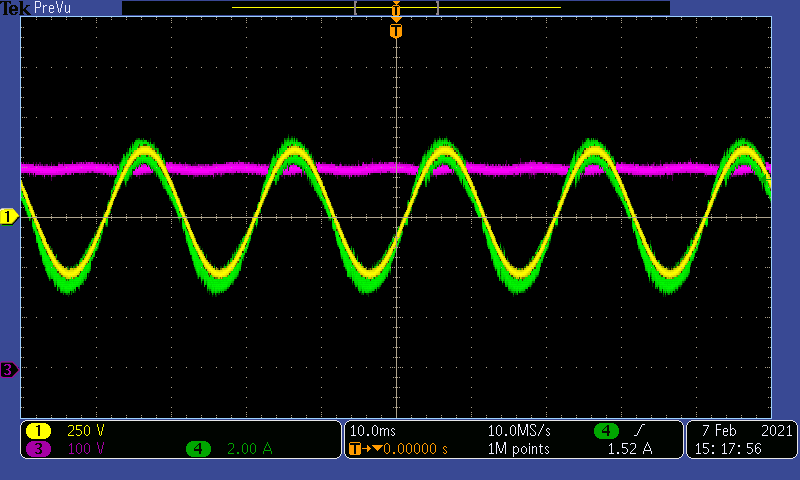 Tek PreVu
T
T
1
3
1 250 V
3 100 V 4 2.00 A
10.0ms 10.0MS/s 4
T→▼0.00000 s 1M points 1.52 A
7 Feb 2021
15: 17: 56